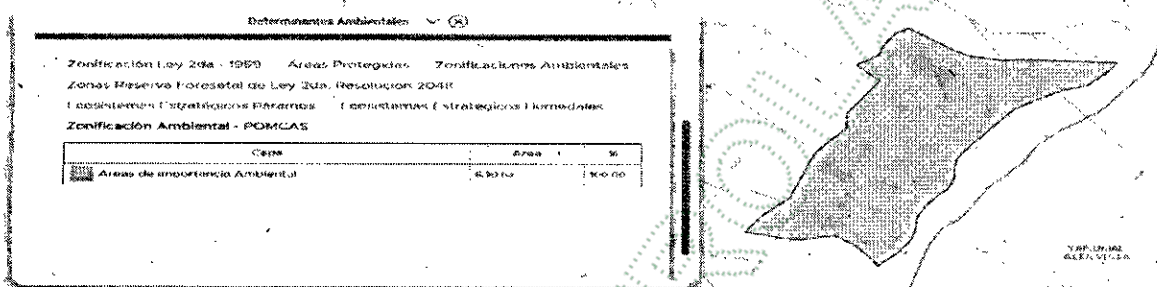 Determinantes Ambientales
Zonificación Ley 2da - 1959 Áreas Protegidas Zonificaciones Ambientales
Zonas Reserva Forestal de Ley 2da. Resolución 2048
Ecosistemas Estratégicos Páramos Ecosistemas Estratégicos Humedales
Zonificación Ambiental - POMCAS
Capa Área %
Áreas de importancia Ambiental 100.00